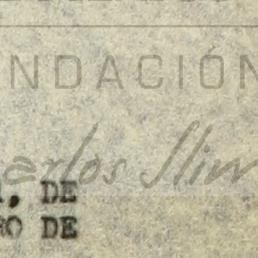 NDACIÓN
arlos Slim
, DE
RO DE